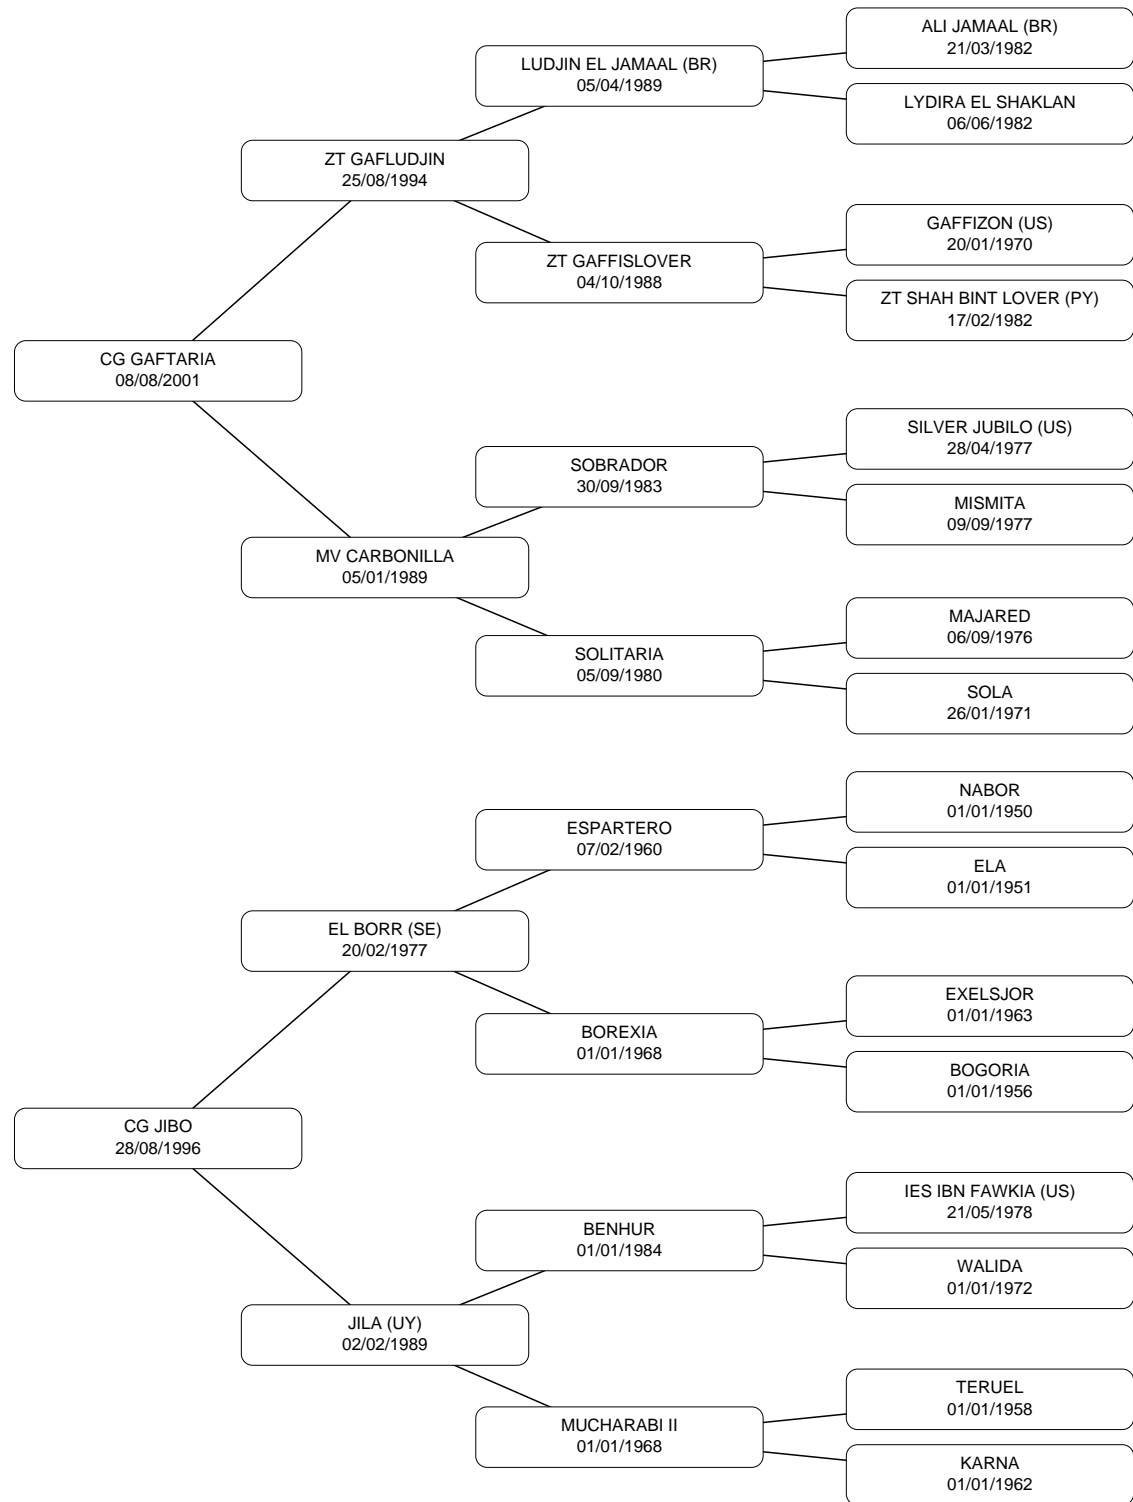 ALI JAMAAL (BR)
21/03/1982
LUDJIN EL JAMAAL (BR)
05/04/1989
LYDIRA EL SHAKLAN
06/06/1982
ZT GAFLUDJIN
25/08/1994
GAFFIZON (US)
20/01/1970
ZT GAFFISLOVER
04/10/1988
ZT SHAH BINT LOVER (PY)
17/02/1982
CG GAFTARIA
08/08/2001
SILVER JUBILO (US)
28/04/1977
SOBRADOR
30/09/1983
MISMITA
09/09/1977
MV CARBONILLA
05/01/1989
MAJARED
06/09/1976
SOLITARIA
05/09/1980
SOLA
26/01/1971
NABOR
01/01/1950
ESPARTERO
07/02/1960
ELA
01/01/1951
EL BORR (SE)
20/02/1977
EXELSJOR
01/01/1963
BOREXIA
01/01/1968
BOGORIA
01/01/1956
CG JIBO
28/08/1996
IES IBN FAWKIA (US)
21/05/1978
BENHUR
01/01/1984
WALIDA
01/01/1972
JILA (UY)
02/02/1989
TERUEL
01/01/1958
MUCHARABI II
01/01/1968
KARNA
01/01/1962